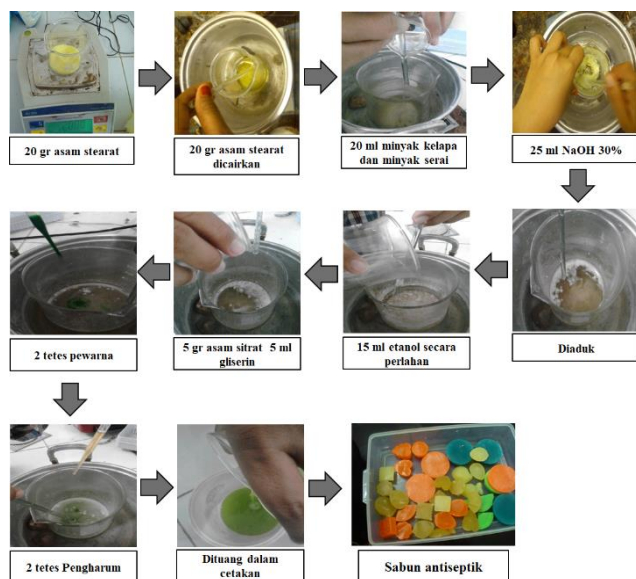 20 gr asam stearat
20 gr asam stearat
dicairkan
20 ml minyak kelapa
dan minyak serai
25 ml NaOH 30%
Diaduk
15 ml etanol secara
perlahan
5 gr asam sitrat 5 ml
gliserin
2 tetes pewarna
2 tetes Pengharum
Dituang dalam
cetakan
Sabun antiseptik